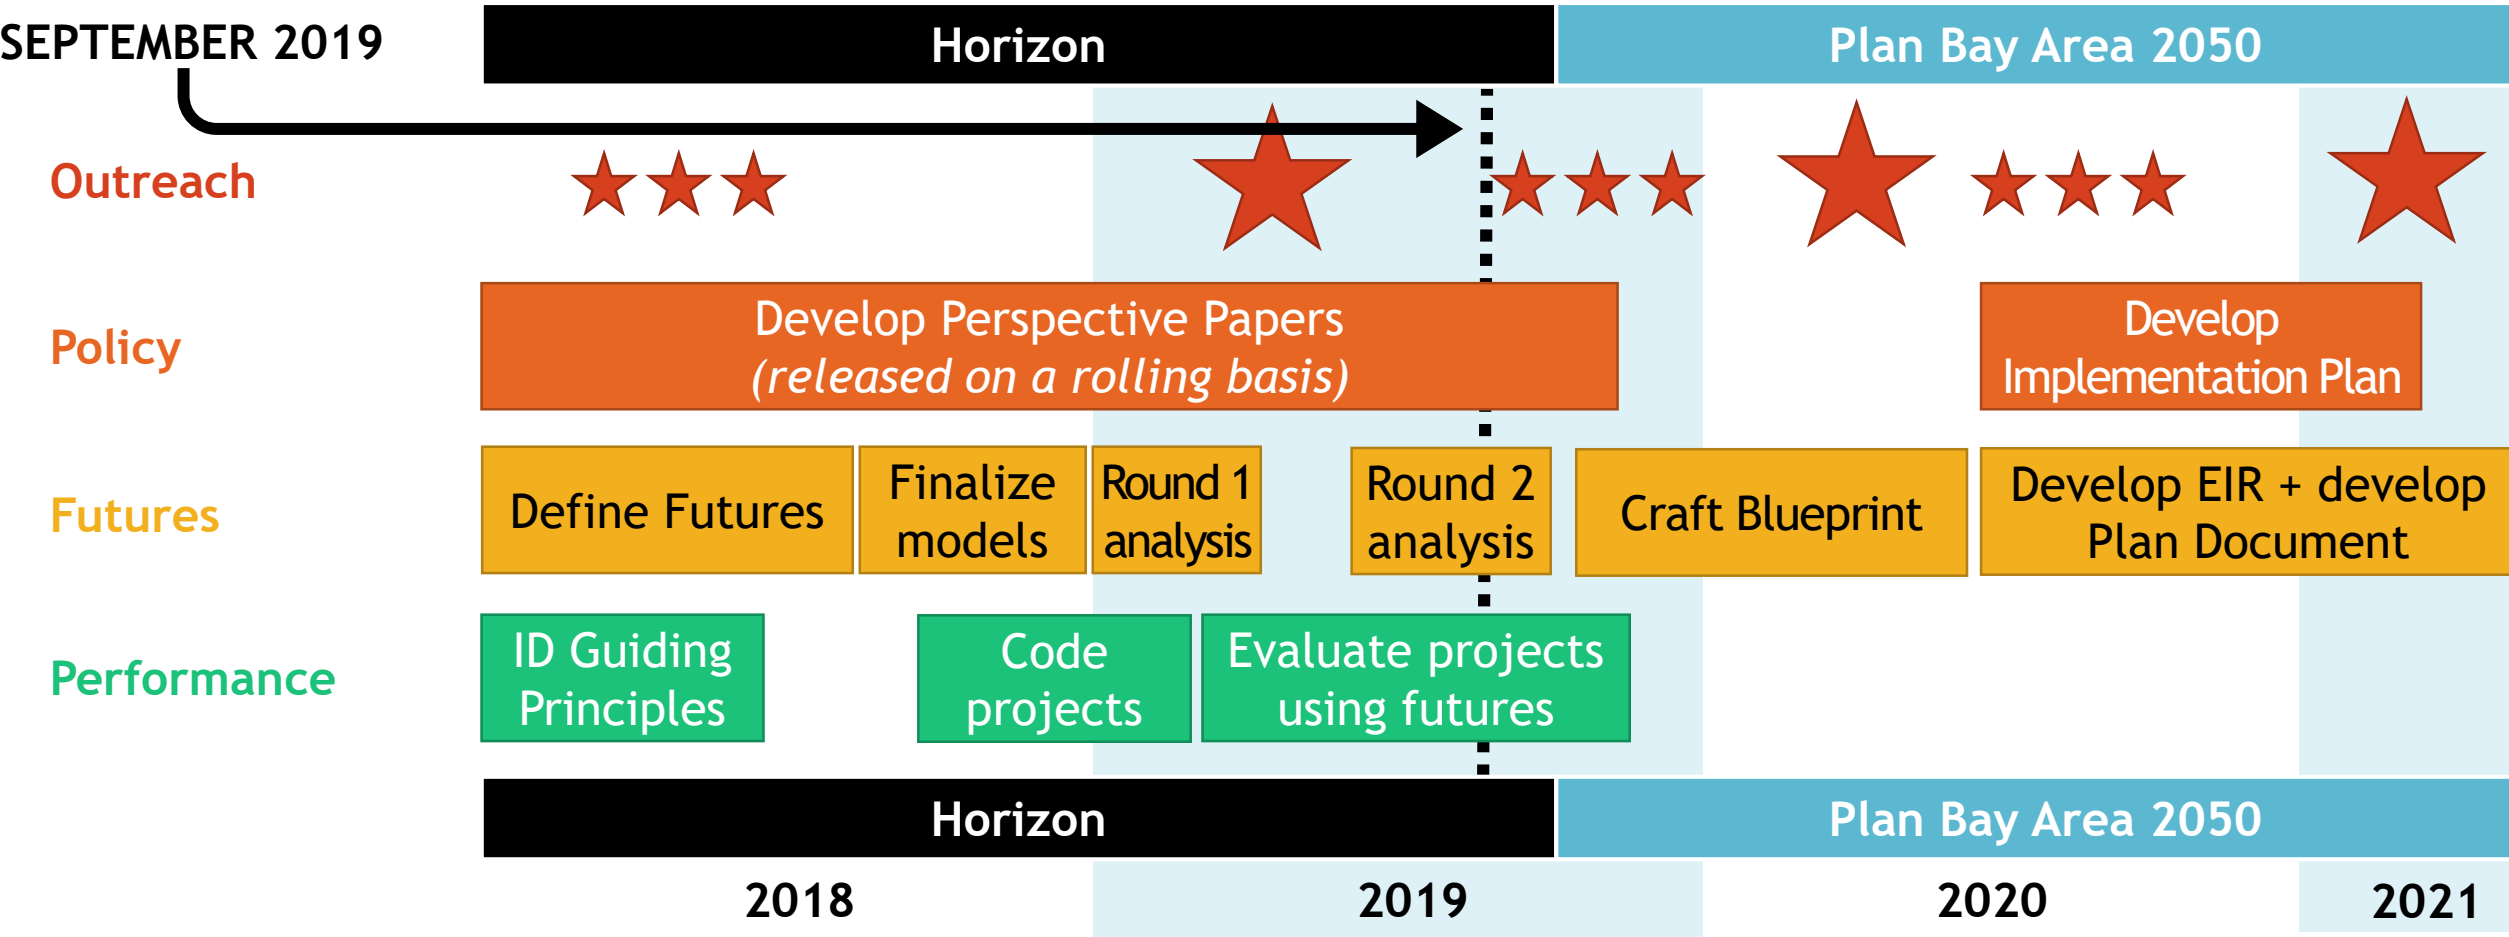 SEPTEMBER 2019
Horizon
Plan Bay Area 2050
Outreach
Policy
Develop Perspective Papers
(released on a rolling basis)
Develop
Implementation Plan
Futures
Define Futures
Finalize
models
Round 1
analysis
Round 2
analysis
Craft Blueprint
Develop EIR + develop
Plan Document
Performance
ID Guiding
Principles
Code
projects
Evaluate projects
using futures
Horizon
Plan Bay Area 2050
2018
2019
2020
2021